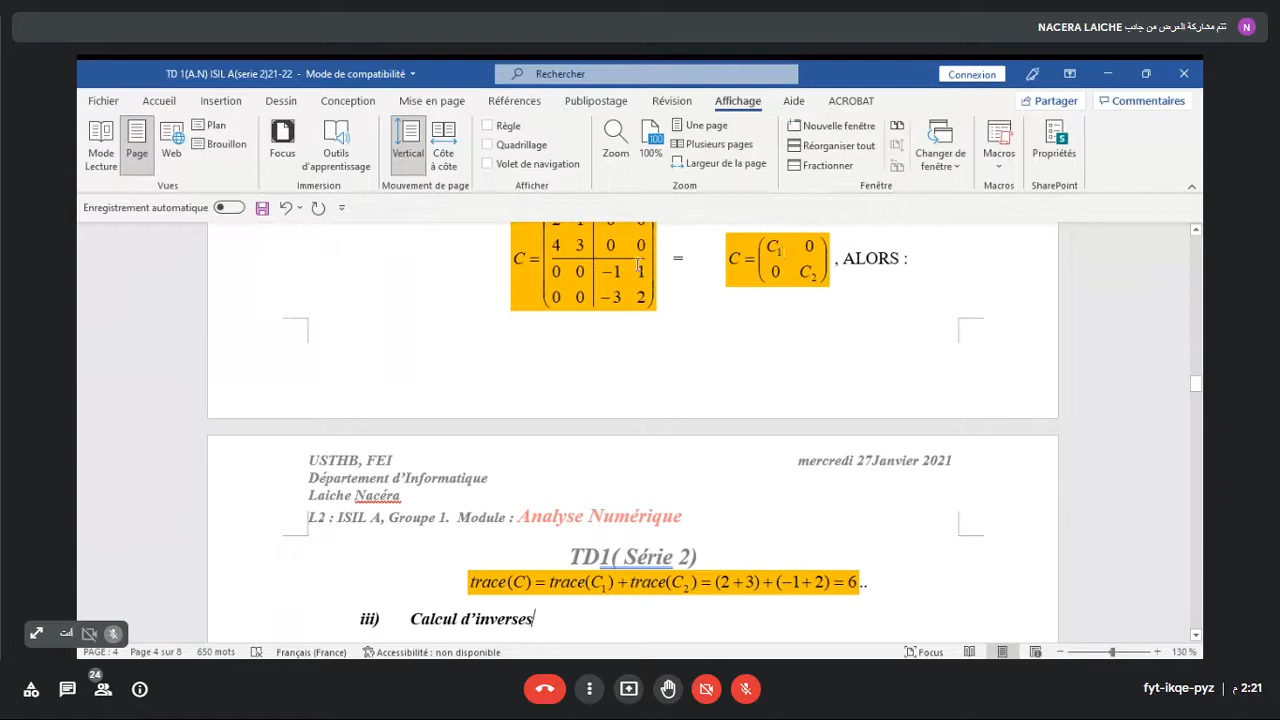 تتم مشاركة العرض من جانب NACERA LAICHE
N
TD 1(A.N) ISIL A(serie 2)21-22 - Mode de compatibilité
Rechercher
Connexion
Fichier Accueil Insertion Dessin Conception Mise en page Références Publipostage Révision Affichage Aide ACROBAT
Partager Commentaires
Mode Lecture
Page
Web
Plan
Brouillon
Focus
Outils d'apprentissage
Vertical
Côte à côte
Règle
Quadrillage
Volet de navigation
Zoom
100
100%
Une page
Plusieurs pages
Largeur de la page
Nouvelle fenêtre
Réorganiser tout
Fractionner
Changer de fenêtre
Macros
Propriétés
Vues Immersion Mouvement de page Afficher Zoom Fenêtre Macros SharePoint
Enregistrement automatique
4 3 0 0
C =
0 0 −1 1
0 0 −3 2
=
C = ( C1 0
0 C2 ) , ALORS :
USTHB, FEI mercredi 27Janvier 2021
Département d’Informatique
Laiche Nacéra
L2 : ISIL A, Groupe 1. Module : Analyse Numérique
TD1( Série 2)
trace(C) = trace(C1) + trace(C2) = (2 + 3) + (−1 + 2) = 6 ..
iii) Calcul d’inverses
أنت
PAGE : 4 Page 4 sur 8 650 mots Français (France) Accessibilité : non disponible Focus 130 %
24
fyt-ikqe-pyz
2:21 م